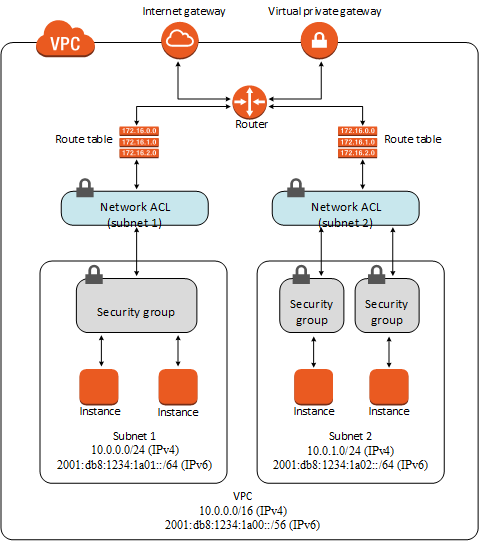 Internet gateway
Virtual private gateway
VPC
Router
Route table
172.16.0.0
172.16.1.0
172.16.2.0
172.16.0.0
172.16.1.0
172.16.2.0
Route table
Network ACL
(subnet 1)
Network ACL
(subnet 2)
Security group
Security
group
Security
group
Instance
Instance
Instance
Instance
Subnet 1
10.0.0.0/24 (IPv4)
2001:db8:1234:1a01::/64 (IPv6)
Subnet 2
10.0.1.0/24 (IPv4)
2001:db8:1234:1a02::/64 (IPv6)
VPC
10.0.0.0/16 (IPv4)
2001:db8:1234:1a00::/56 (IPv6)